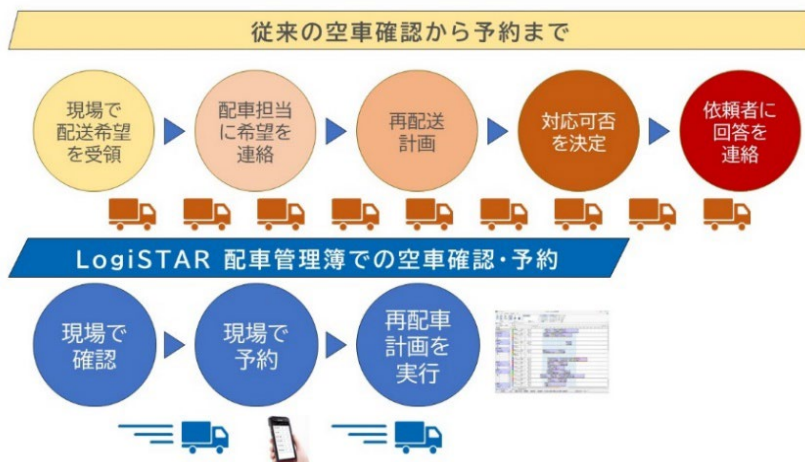 従来の空車確認から予約まで
現場で
配送希望
を受領
配車担当
に希望を
連絡
再配送
計画
対応可否
を決定
依頼者に
回答を
連絡
LogiSTAR 配車管理簿での空車確認・予約
現場で
確認
現場で
予約
再配車
計画を
実行